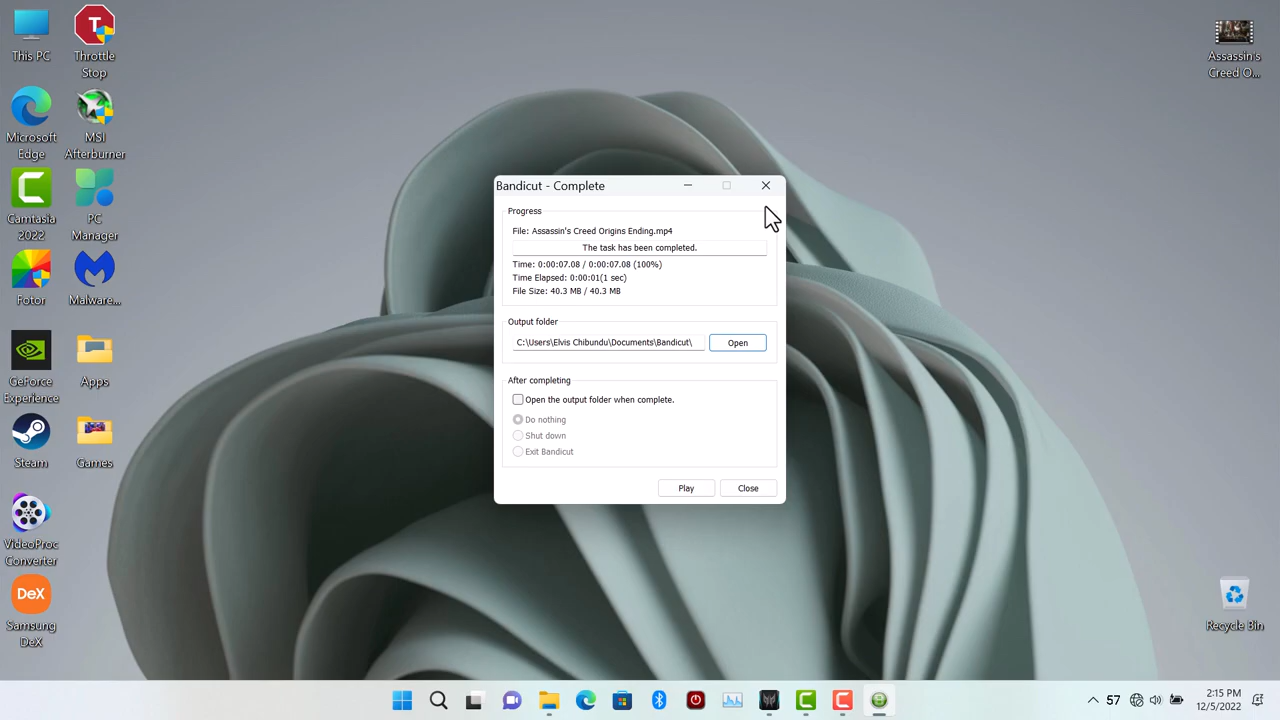 This PC
Throttle
Stop
Assassin's
Creed O...
Microsoft
Edge
MSI
Afterburner
Camtasia
2022
PC
Manager
Fotor
Malware...
GeForce
Experience
Apps
Steam
Games
VideoProc
Converter
DeX
Samsung
DeX
Recycle Bin
Bandicut - Complete
Progress
File: Assassin's Creed Origins Ending.mp4
The task has been completed.
Time: 0:00:07.08 / 0:00:07.08 (100%)
Time Elapsed: 0:00:01(1 sec)
File Size: 40.3 MB / 40.3 MB
Output folder
C:\Users\Elvis Chibundu\Documents\Bandicut\
Open
After completing
Open the output folder when complete.
Do nothing
Shut down
Exit Bandicut
Play
Close
57
2:15 PM
12/5/2022